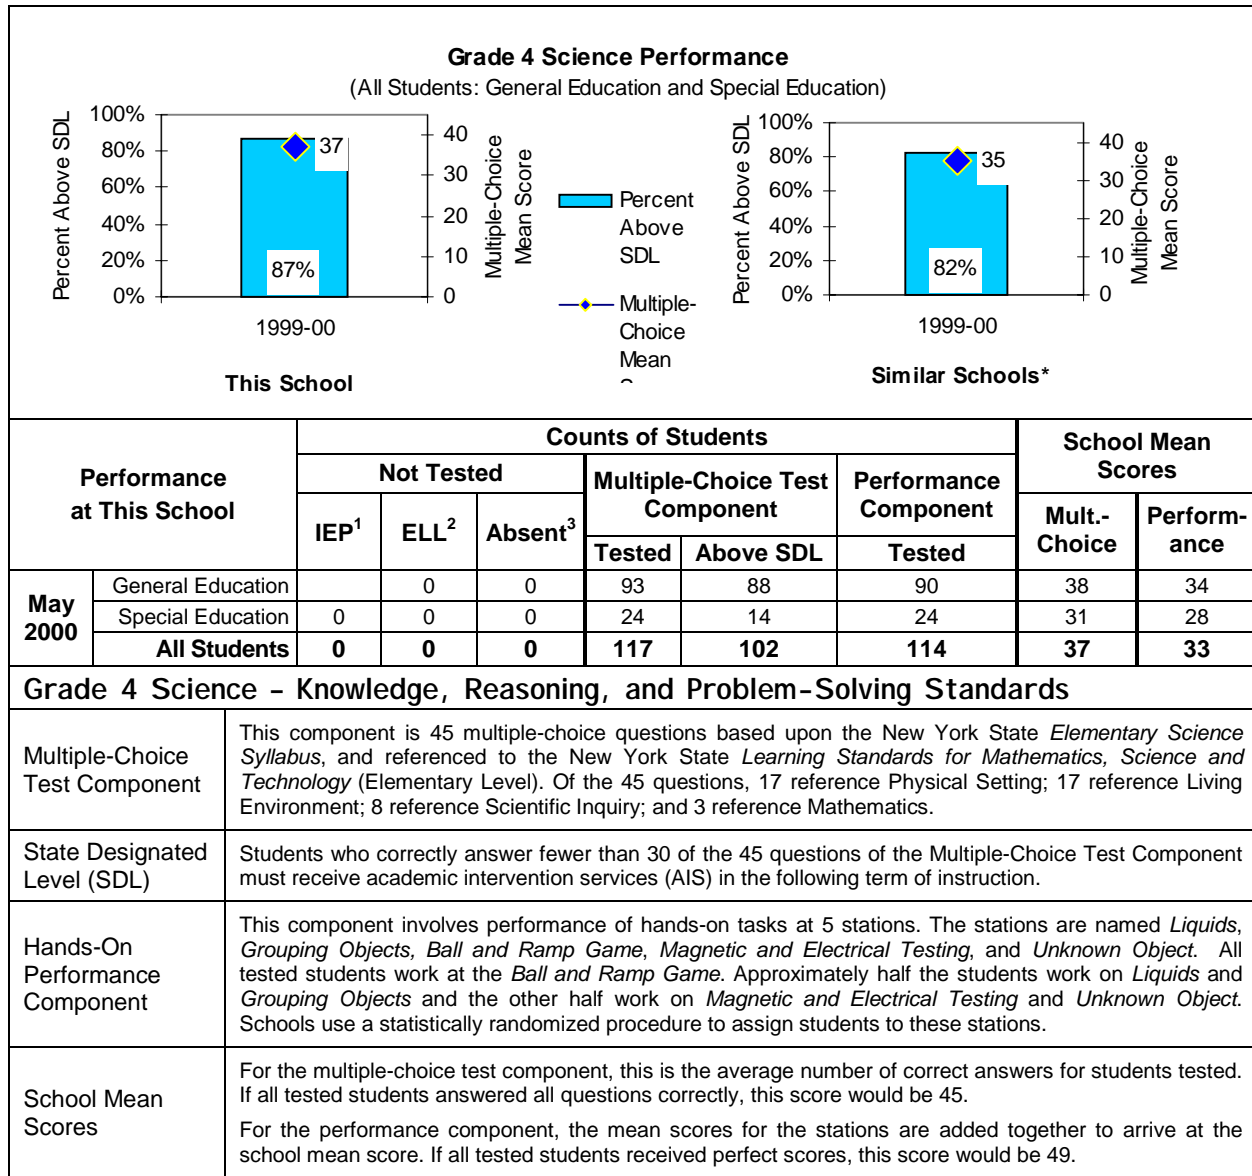 Grade 4 Science Performance
(All Students: General Education and Special Education)
Percent Above SDL
100%
80%
60%
40%
20%
0%
37
87%
40
30
20
10
0
Multiple-Choice
Mean Score
1999-00
This School
Percent
Above
SDL
Multiple-
Choice
Mean
Percent Above SDL
100%
80%
60%
40%
20%
0%
35
82%
40
30
20
10
0
Multiple-Choice
Mean Score
1999-00
Similar Schools*
Performance
at This School
Counts of Students
School Mean
Scores
Not Tested
Multiple-Choice Test
Component
Performance
Component
IEP1 ELL2 Absent3
Tested Above SDL Tested
Mult.-
Choice
Perform-
ance
May
2000
General Education 0 0 93 88 90 38 34
Special Education 0 0 0 24 14 24 31 28
All Students 0 0 0 117 102 114 37 33
Grade 4 Science – Knowledge, Reasoning, and Problem-Solving Standards
Multiple-Choice
Test Component
This component is 45 multiple-choice questions based upon the New York State Elementary Science
Syllabus, and referenced to the New York State Learning Standards for Mathematics, Science and
Technology (Elementary Level). Of the 45 questions, 17 reference Physical Setting; 17 reference Living
Environment; 8 reference Scientific Inquiry; and 3 reference Mathematics.
State Designated
Level (SDL)
Students who correctly answer fewer than 30 of the 45 questions of the Multiple-Choice Test Component
must receive academic intervention services (AIS) in the following term of instruction.
Hands-On
Performance
Component
This component involves performance of hands-on tasks at 5 stations. The stations are named Liquids,
Grouping Objects, Ball and Ramp Game, Magnetic and Electrical Testing, and Unknown Object. All
tested students work at the Ball and Ramp Game. Approximately half the students work on Liquids and
Grouping Objects and the other half work on Magnetic and Electrical Testing and Unknown Object.
Schools use a statistically randomized procedure to assign students to these stations.
School Mean
Scores
For the multiple-choice test component, this is the average number of correct answers for students tested.
If all tested students answered all questions correctly, this score would be 45.
For the performance component, the mean scores for the stations are added together to arrive at the
school mean score. If all tested students received perfect scores, this score would be 49.